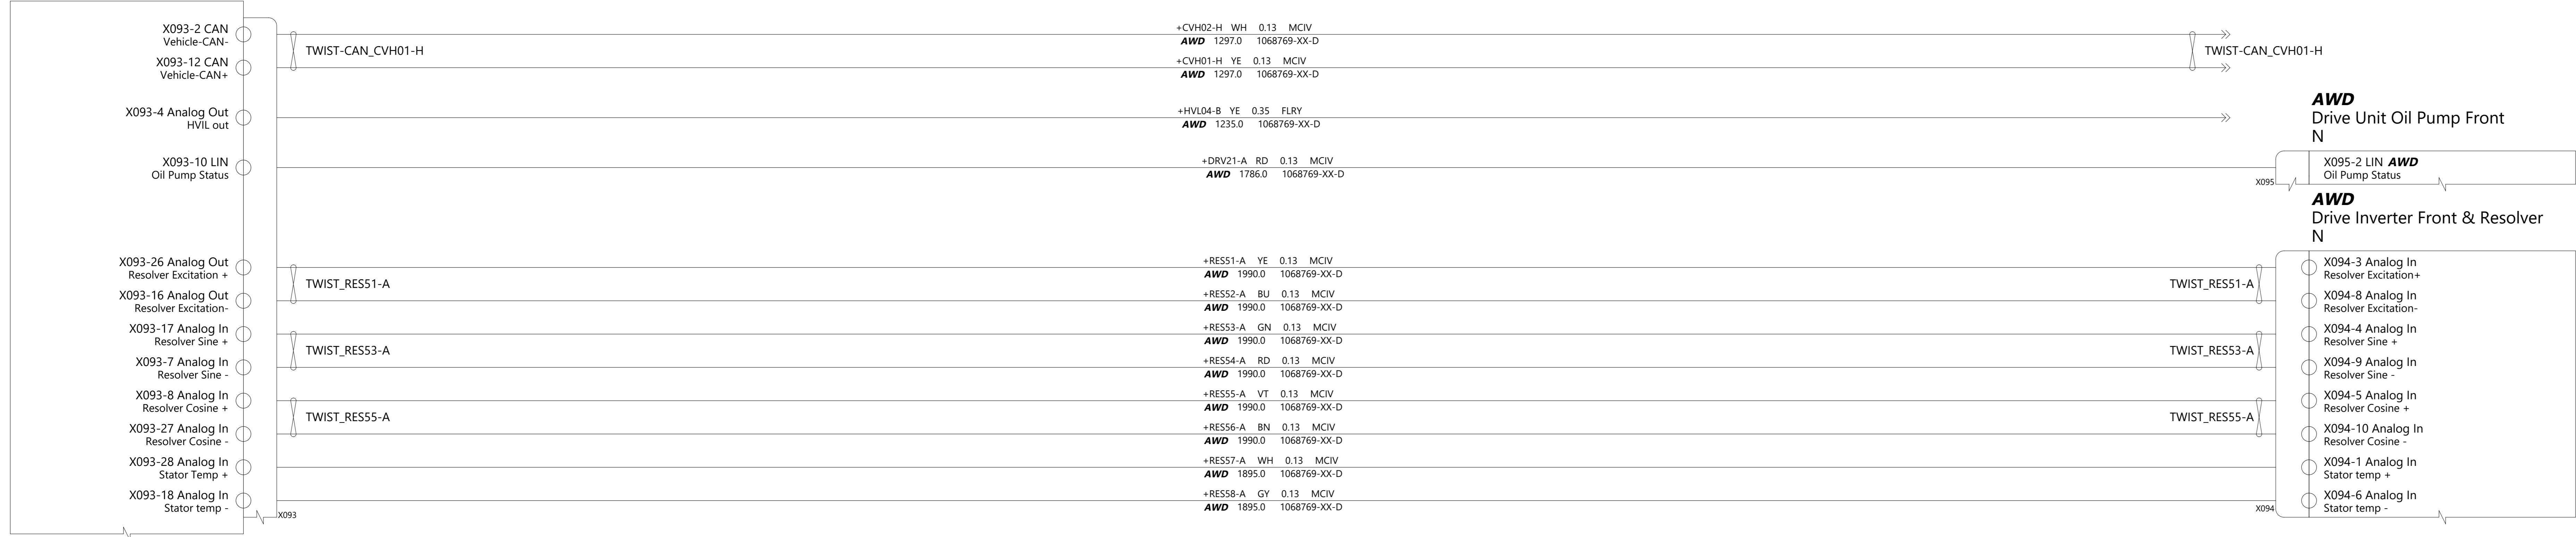 X093-2 CAN
Vehicle-CAN-
X093-12 CAN
Vehicle-CAN+
TWIST-CAN_CVH01-H
+CVH02-H WH 0.13 MCIV
AWD 1297.0 1068769-XX-D
+CVH01-H YE 0.13 MCIV
AWD 1297.0 1068769-XX-D
TWIST-CAN_CVH01-H
X093-4 Analog Out
HVIL out
+HVL04-B YE 0.35 FLRY
AWD 1235.0 1068769-XX-D
AWD
Drive Unit Oil Pump Front
N
X093-10 LIN
Oil Pump Status
+DRV21-A RD 0.13 MCIV
AWD 1786.0 1068769-XX-D
X095-2 LIN AWD
Oil Pump Status
X095
AWD
Drive Inverter Front & Resolver
N
X093-26 Analog Out
Resolver Excitation +
X093-16 Analog Out
Resolver Excitation-
TWIST_RES51-A
+RES51-A YE 0.13 MCIV
AWD 1990.0 1068769-XX-D
+RES52-A BU 0.13 MCIV
AWD 1990.0 1068769-XX-D
TWIST_RES51-A
X094-3 Analog In
Resolver Excitation+
X094-8 Analog In
Resolver Excitation-
X093-17 Analog In
Resolver Sine +
X093-7 Analog In
Resolver Sine -
TWIST_RES53-A
+RES53-A GN 0.13 MCIV
AWD 1990.0 1068769-XX-D
+RES54-A RD 0.13 MCIV
AWD 1990.0 1068769-XX-D
TWIST_RES53-A
X094-4 Analog In
Resolver Sine +
X094-9 Analog In
Resolver Sine -
X093-8 Analog In
Resolver Cosine +
X093-27 Analog In
Resolver Cosine -
TWIST_RES55-A
+RES55-A VT 0.13 MCIV
AWD 1990.0 1068769-XX-D
+RES56-A BN 0.13 MCIV
AWD 1990.0 1068769-XX-D
TWIST_RES55-A
X094-5 Analog In
Resolver Cosine +
X094-10 Analog In
Resolver Cosine -
X093-28 Analog In
Stator Temp +
+RES57-A WH 0.13 MCIV
AWD 1895.0 1068769-XX-D
X094-1 Analog In
Stator temp +
X093-18 Analog In
Stator temp -
X093
+RES58-A GY 0.13 MCIV
AWD 1895.0 1068769-XX-D
X094
X094-6 Analog In
Stator temp -